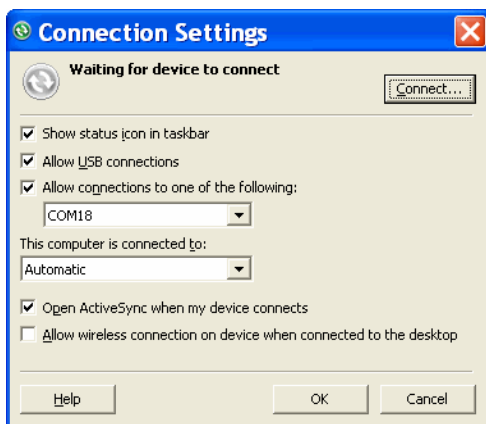 Connection Settings
Waiting for device to connect
Connect...
Show status icon in taskbar
Allow USB connections
Allow connections to one of the following:
COM18
This computer is connected to:
Automatic
Open ActiveSync when my device connects
Allow wireless connection on device when connected to the desktop
Help OK Cancel